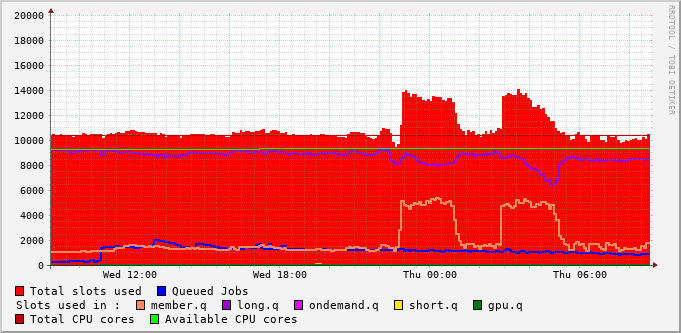 20000
18000
16000
14000
12000
10000
8000
6000
4000
2000
0
Wed 12:00 Wed 18:00 Thu 00:00 Thu 06:00
RRDTOOL / TOBI OETIKER
Total slots used Queued Jobs
Slots used in : member.q long.q ondemand.q short.q gpu.q
Total CPU cores Available CPU cores